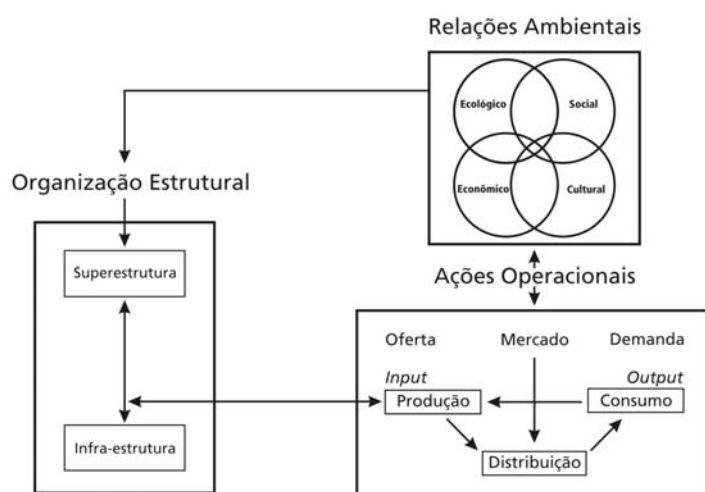 Relações Ambientais
Ecológico
Social
Econômico
Cultural
Organização Estrutural
Superestrutura
Infra-estrutura
Ações Operacionais
Oferta Mercado Demanda
Input Output
Produção Consumo
Distribuição